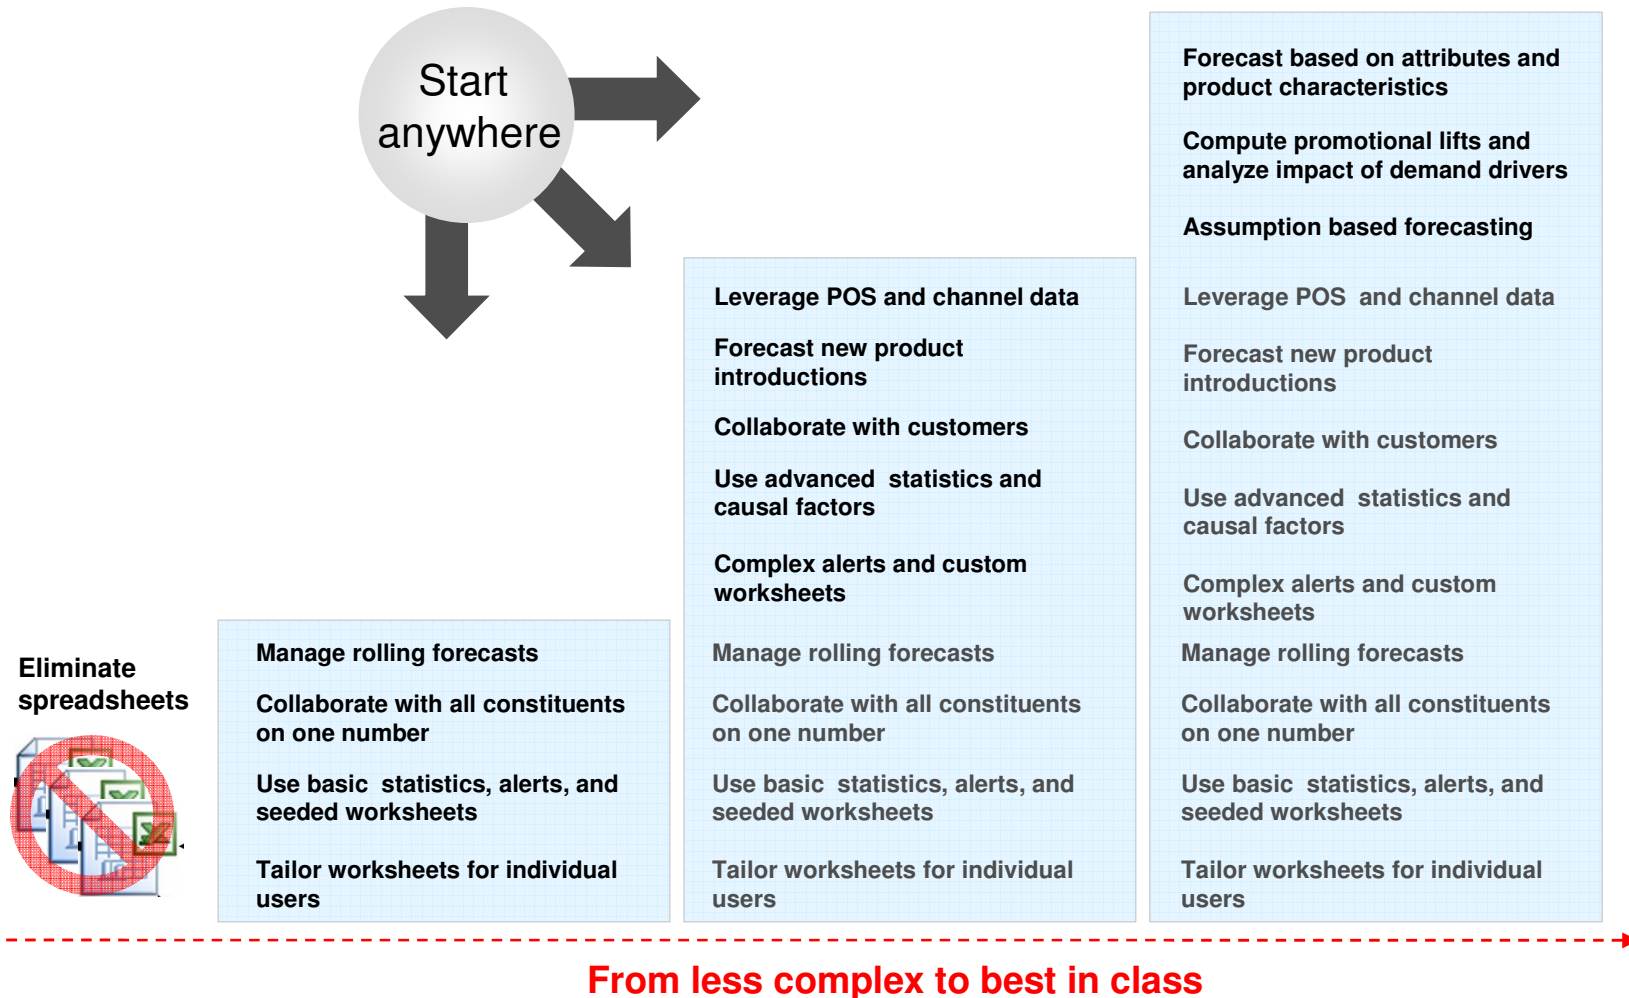 Start
anywhere
Eliminate
spreadsheets
Manage rolling forecasts
Collaborate with all constituents
on one number
Use basic statistics, alerts, and
seeded worksheets
Tailor worksheets for individual
users
Leverage POS and channel data
Forecast new product
introductions
Collaborate with customers
Use advanced statistics and
causal factors
Complex alerts and custom
worksheets
Manage rolling forecasts
Collaborate with all constituents
on one number
Use basic statistics, alerts, and
seeded worksheets
Tailor worksheets for individual
users
Forecast based on attributes and
product characteristics
Compute promotional lifts and
analyze impact of demand drivers
Assumption based forecasting
Leverage POS and channel data
Forecast new product
introductions
Collaborate with customers
Use advanced statistics and
causal factors
Complex alerts and custom
worksheets
Manage rolling forecasts
Collaborate with all constituents
on one number
Use basic statistics, alerts, and
seeded worksheets
Tailor worksheets for individual
users
From less complex to best in class